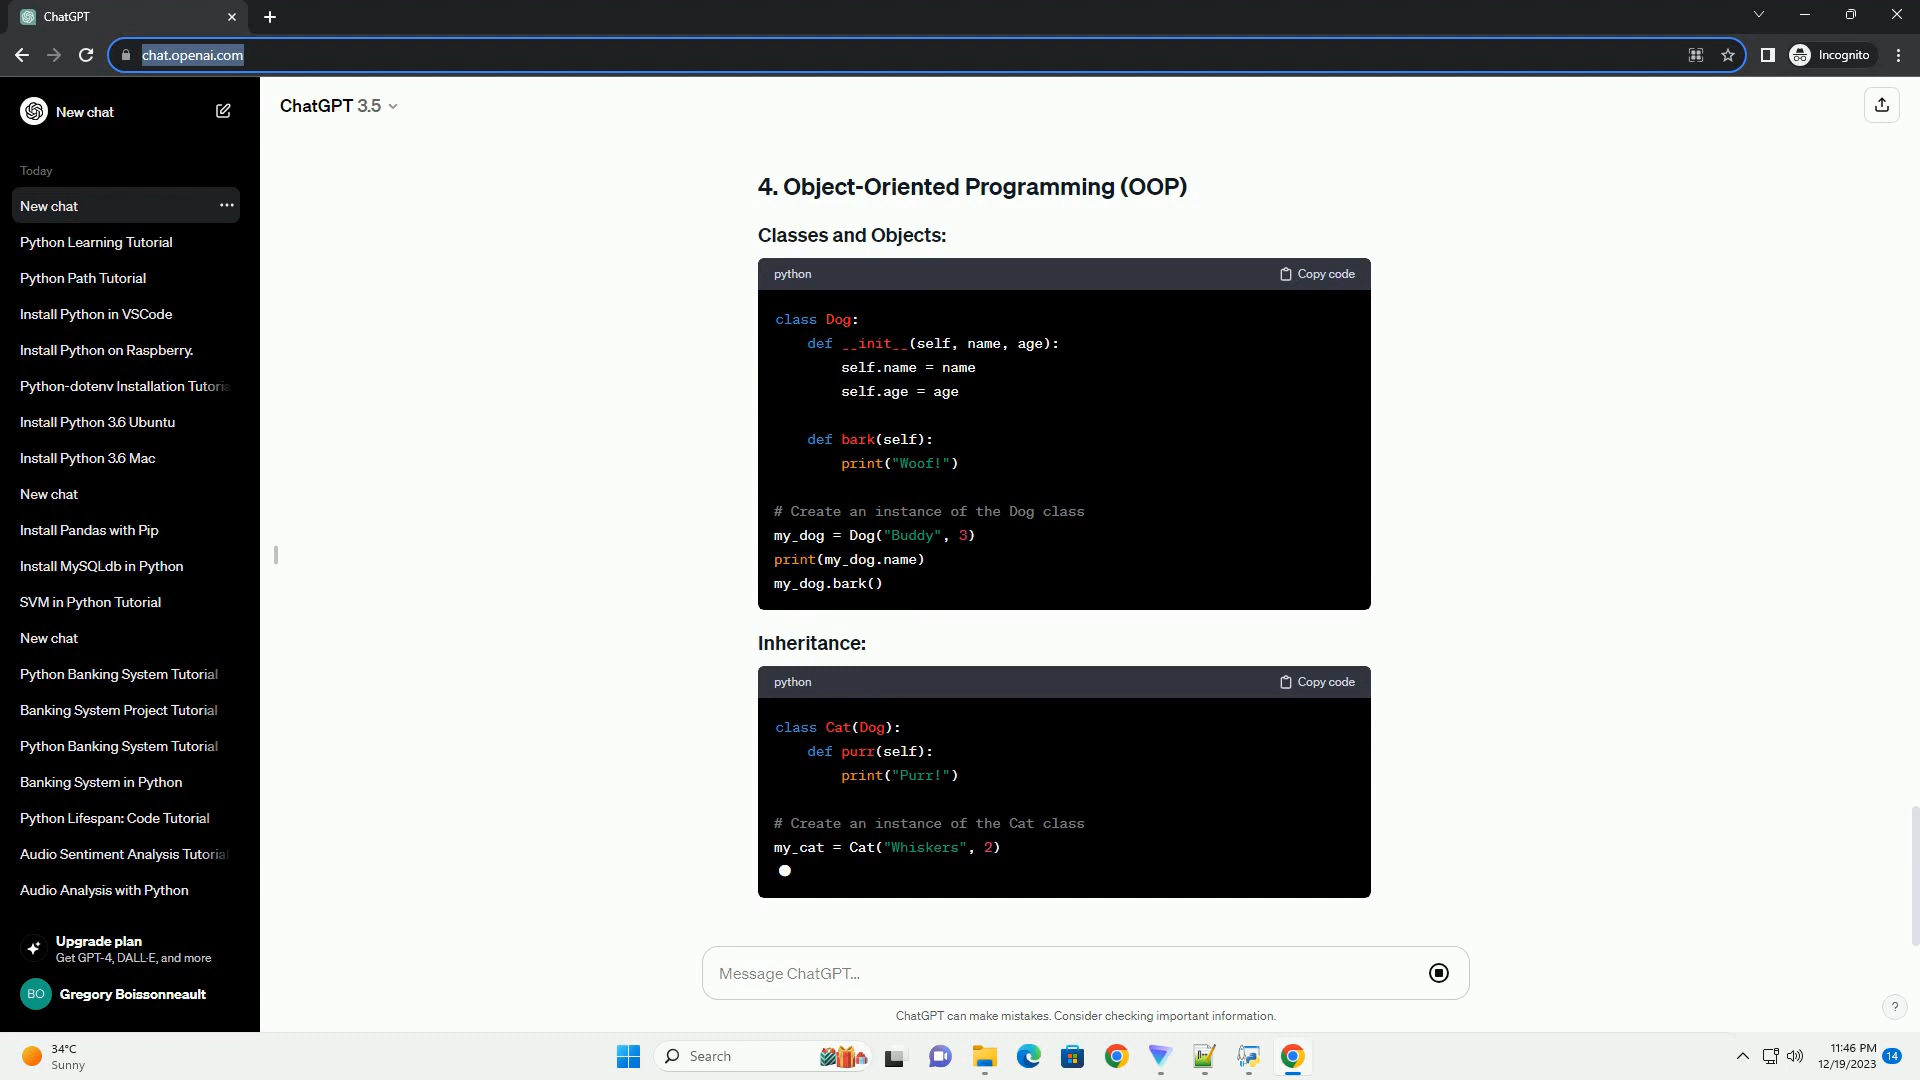 ChatGPT
chat.openai.com
Incognito
New chat
Today
New chat
Python Learning Tutorial
Python Path Tutorial
Install Python in VSCode
Install Python on Raspberry.
Python-dotenv Installation Tutoria
Install Python 3.6 Ubuntu
Install Python 3.6 Mac
New chat
Install Pandas with Pip
Install MySQLdb in Python
SVM in Python Tutorial
New chat
Python Banking System Tutorial
Banking System Project Tutorial
Python Banking System Tutorial
Banking System in Python
Python Lifespan: Code Tutorial
Audio Sentiment Analysis Tutorial
Audio Analysis with Python
Upgrade plan
Get GPT-4, DALL·E, and more
BO Gregory Boissonneault
ChatGPT 3.5
4. Object-Oriented Programming (OOP)
Classes and Objects:
python Copy code
class Dog:
    def __init__(self, name, age):
        self.name = name
        self.age = age
    def bark(self):
        print("Woof!")
# Create an instance of the Dog class
my_dog = Dog("Buddy", 3)
print(my_dog.name)
my_dog.bark()
Inheritance:
python Copy code
class Cat(Dog):
    def purr(self):
        print("Purr!")
# Create an instance of the Cat class
my_cat = Cat("Whiskers", 2)
Message ChatGPT...
ChatGPT can make mistakes. Consider checking important information.
?
34°C
Sunny
Search
11:46 PM
12/19/2023
14